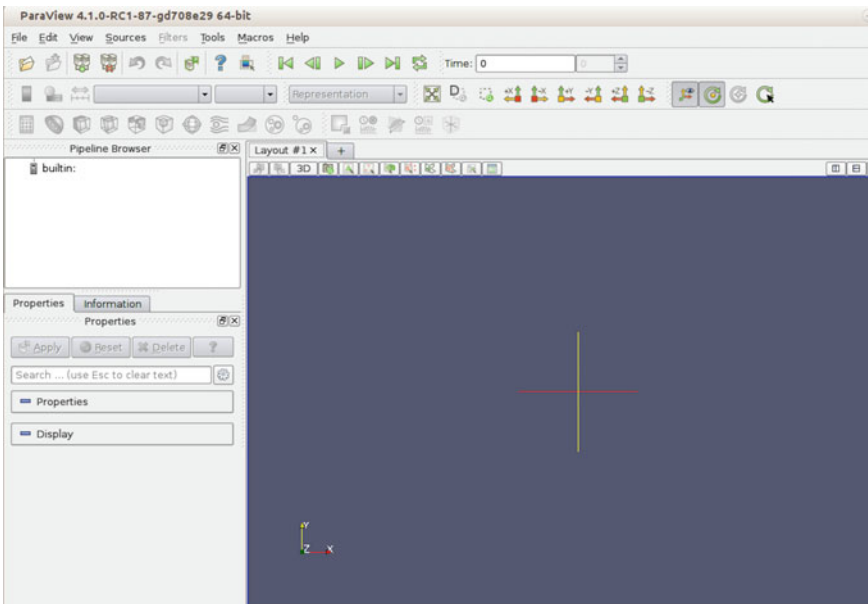 ParaView 4.1.0-RC1-87-gd708e29 64-bit
File Edit View Sources Filters Tools Macros Help
Time: 0 0
Representation
Pipeline Browser
Layout #1 x +
builtin:
3D
Properties Information
Properties
Apply Reset Delete ?
Search ... (use Esc to clear text)
Properties
Display
Y
Z X